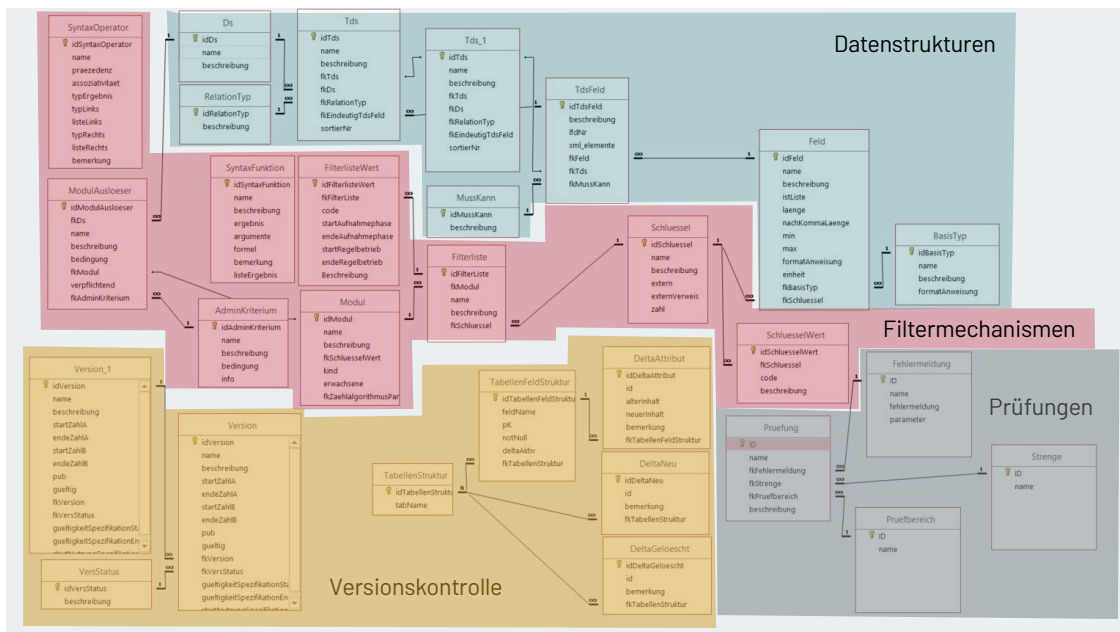 SyntaxOperator
idSyntaxOperator
name
praezedenz
assoziativitaet
typErgebnis
typLinks
listeLinks
typRechts
listeRechts
bemerkung
Ds
idDs
name
beschreibung
RelationTyp
idRelationTyp
beschreibung
Tds
idTds
name
beschreibung
fkTds
fkDs
fkRelationTyp
fkEindeutigTdsFeld
sortierNr
Tds_1
idTds
name
beschreibung
fkTds
fkDs
fkRelationTyp
fkEindeutigTdsFeld
sortierNr
MussKann
idMussKann
beschreibung
TdsFeld
idTdsFeld
beschreibung
lfdNr
xml_elemente
fkFeld
fkTds
fkMussKann
Datenstrukturen
Feld
idFeld
name
beschreibung
istListe
laenge
nachKommaLaenge
min
max
formatAnweisung
einheit
fkBasisTyp
fkSchluessel
BasisTyp
idBasisTyp
name
beschreibung
formatAnweisung
ModulAusloeser
idModulAusloeser
fkDs
name
beschreibung
bedingung
fkModul
verpflichtend
fkAdminKriterium
SyntaxFunktion
idSyntaxFunktion
name
beschreibung
ergebnis
argumente
formel
bemerkung
listeErgebnis
FilterlisteWert
idFilterlisteWert
fkFilterListe
code
startAufnahmephase
endeAufnahmephase
startRegelbetrieb
endeRegelbetrieb
Beschreibung
AdminKriterium
idAdminKriterium
name
beschreibung
bedingung
info
Modul
idModul
name
beschreibung
fkSchluesselWert
kind
erwachsene
fkZaehlalgorithmusPar
Filterliste
idFilterListe
fkModul
name
beschreibung
fkSchluessel
Schluessel
idSchluessel
name
beschreibung
extern
externVerweis
zahl
SchluesselWert
idSchluesselWert
fkSchluessel
code
beschreibung
Filtermechanismen
Version_1
idVersion
name
beschreibung
startZahlA
endeZahlA
startZahlB
endeZahlB
pub
gueltig
fkVersion
fkVersStatus
gueltigkeitSpezifikationSta
gueltigkeitSpezifikationEn
VersStatus
idVersStatus
beschreibung
Version
idVersion
name
beschreibung
startZahlA
endeZahlA
startZahlB
endeZahlB
pub
gueltig
fkVersion
fkVersStatus
gueltigkeitSpezifikationSta
gueltigkeitSpezifikationEn
Versionskontrolle
TabellenStruktur
idTabellenStruktu
tabName
TabellenFeldStruktur
idTabellenFeldStruktu
feldName
pK
notNull
deltaAktiv
fkTabellenStruktur
DeltaAttribut
idDeltaAttribut
id
alterInhalt
neuerInhalt
bemerkung
fkTabellenFeldStruktur
DeltaNeu
idDeltaNeu
id
bemerkung
fkTabellenStruktur
DeltaGeloescht
idDeltaGeloescht
id
bemerkung
fkTabellenStruktur
Pruefung
ID
name
fkFehlermeldung
fkStrenge
fkPruefbereich
beschreibung
Fehlermeldung
ID
name
fehlermeldung
parameter
Prüfungen
Strenge
ID
name
Pruefbereich
ID
name